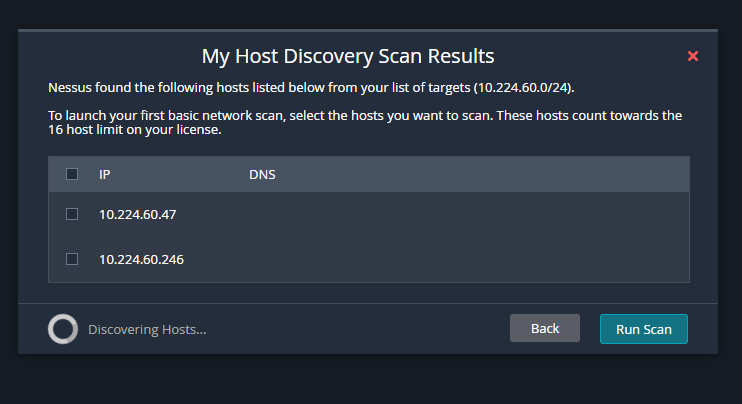 My Host Discovery Scan Results
Nessus found the following hosts listed below from your list of targets (10.224.60.0/24).
To launch your first basic network scan, select the hosts you want to scan. These hosts count towards the
16 host limit on your license.
IP DNS
10.224.60.47
10.224.60.246
Discovering Hosts...
Back
Run Scan